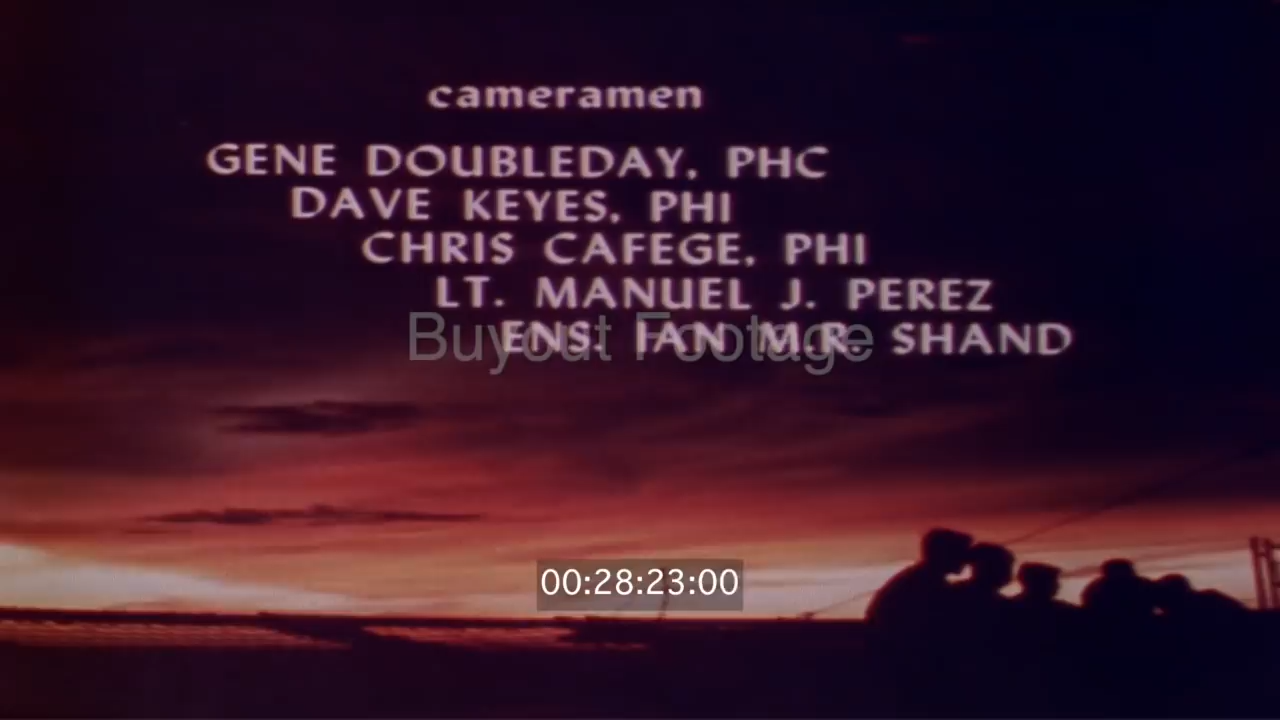 cameramen
GENE DOUBLEDAY, PHC
DAVE KEYES, PHI
CHRIS CAFEGE, PHI
LT. MANUEL J. PEREZ
ENS. IAN M.R. SHAND
Buyout Footage
00:28:23:00